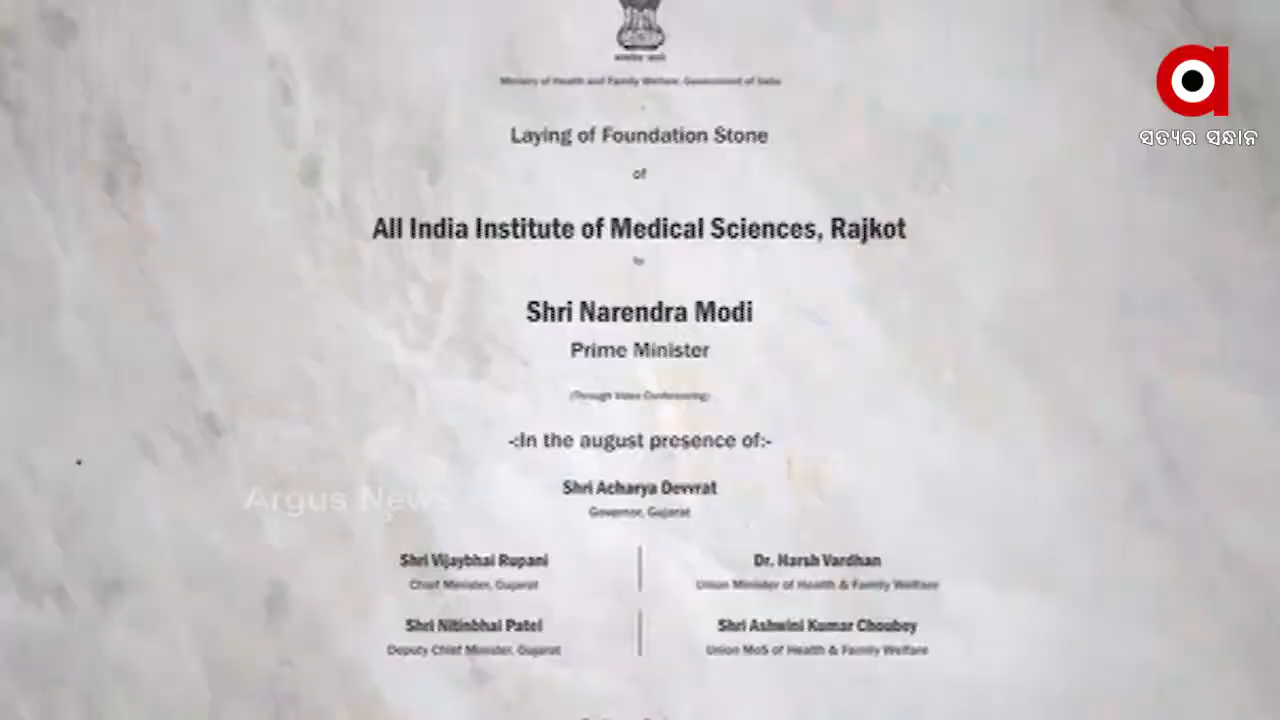 सत्यमेव जयते
Ministry of Health and Family Welfare, Government of India
Laying of Foundation Stone
of
All India Institute of Medical Sciences, Rajkot
by
Shri Narendra Modi
Prime Minister
(Through Video Conferencing)
-:In the august presence of:-
Shri Acharya Devvrat
Governor, Gujarat
Shri Vijaybhai Rupani
Chief Minister, Gujarat
Dr. Harsh Vardhan
Union Minister of Health & Family Welfare
Shri Nitinbhai Patel
Deputy Chief Minister, Gujarat
Shri Ashwini Kumar Choubey
Union MoS of Health & Family Welfare
Argus News
a
ସତ୍ୟର ସନ୍ଧାନ